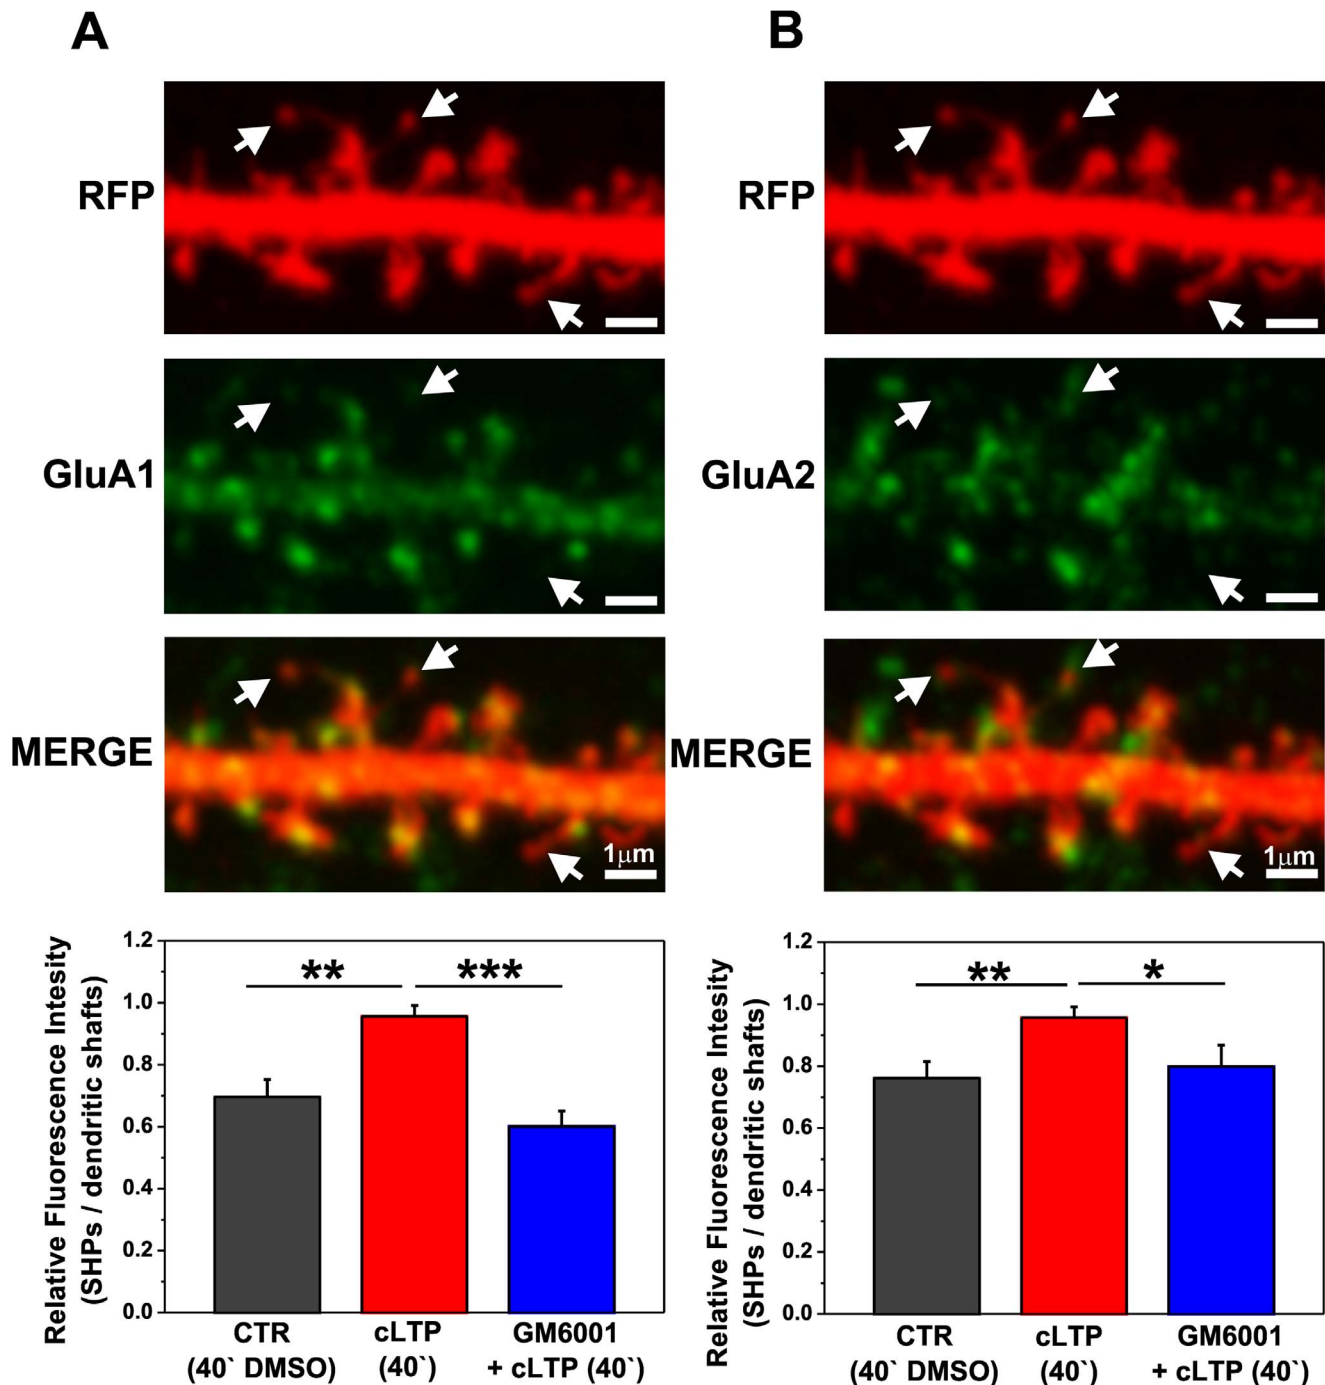 A
B
RFP
RFP
GluA1
GluA2
MERGE
1μm
MERGE
1μm
Relative Fluorescence Intesity
(SHPs / dendritic shafts)
1.2
1.0
0.8
0.6
0.4
0.2
0.0
**
***
CTR
(40` DMSO)
cLTP
(40`)
GM6001
+ cLTP (40`)
Relative Fluorescence Intesity
(SHPs / dendritic shafts)
1.2
1.0
0.8
0.6
0.4
0.2
0.0
**
*
CTR
(40` DMSO)
cLTP
(40`)
GM6001
+ cLTP (40`)